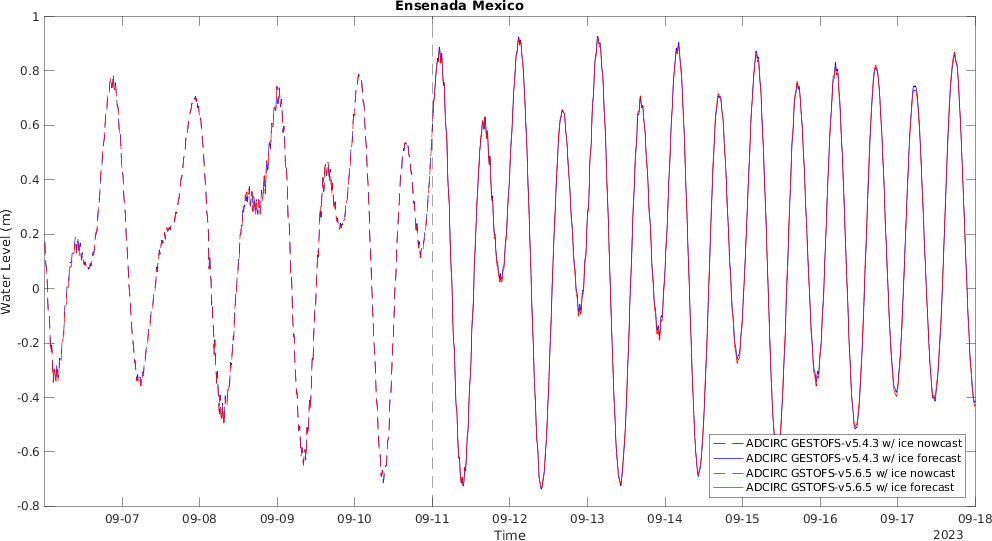 Ensenada Mexico
Water Level (m)
1
0.8
0.6
0.4
0.2
0
-0.2
-0.4
-0.6
-0.8
ADCIRC GESTOFS-v5.4.3 w/ ice nowcast
ADCIRC GESTOFS-v5.4.3 w/ ice forecast
ADCIRC GSTOFS-v5.6.5 w/ ice nowcast
ADCIRC GSTOFS-v5.6.5 w/ ice forecast
09-07 09-08 09-09 09-10 09-11 09-12 09-13 09-14 09-15 09-16 09-17 09-18
Time
2023